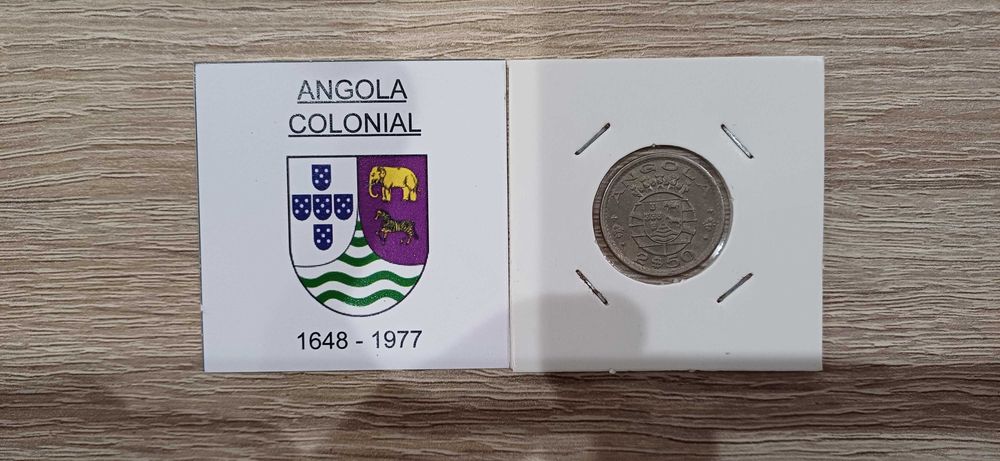 ANGOLA
COLONIAL
1648 - 1977
ANGOLA
2$50